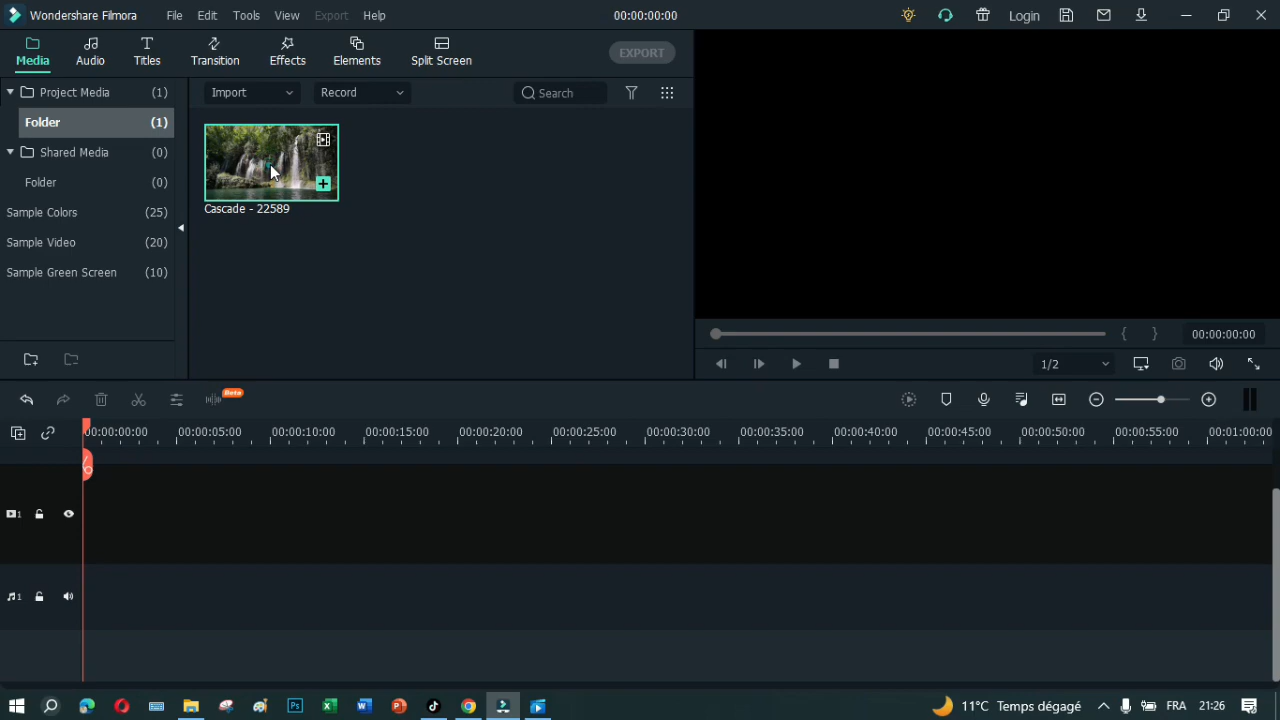 Wondershare Filmora File Edit Tools View Export Help 00:00:00:00 Login
Media Audio Titles Transition Effects Elements Split Screen EXPORT
Project Media (1)
Folder (1)
Shared Media (0)
Folder (0)
Sample Colors (25)
Sample Video (20)
Sample Green Screen (10)
Import Record Search
Cascade - 22589
{ } 00:00:00:00
1/2
Beta
00:00:00:00 00:00:05:00 00:00:10:00 00:00:15:00 00:00:20:00 00:00:25:00 00:00:30:00 00:00:35:00 00:00:40:00 00:00:45:00 00:00:50:00 00:00:55:00 00:01:00:00
1
1
Ps 11°C Temps dégagé FRA 21:26